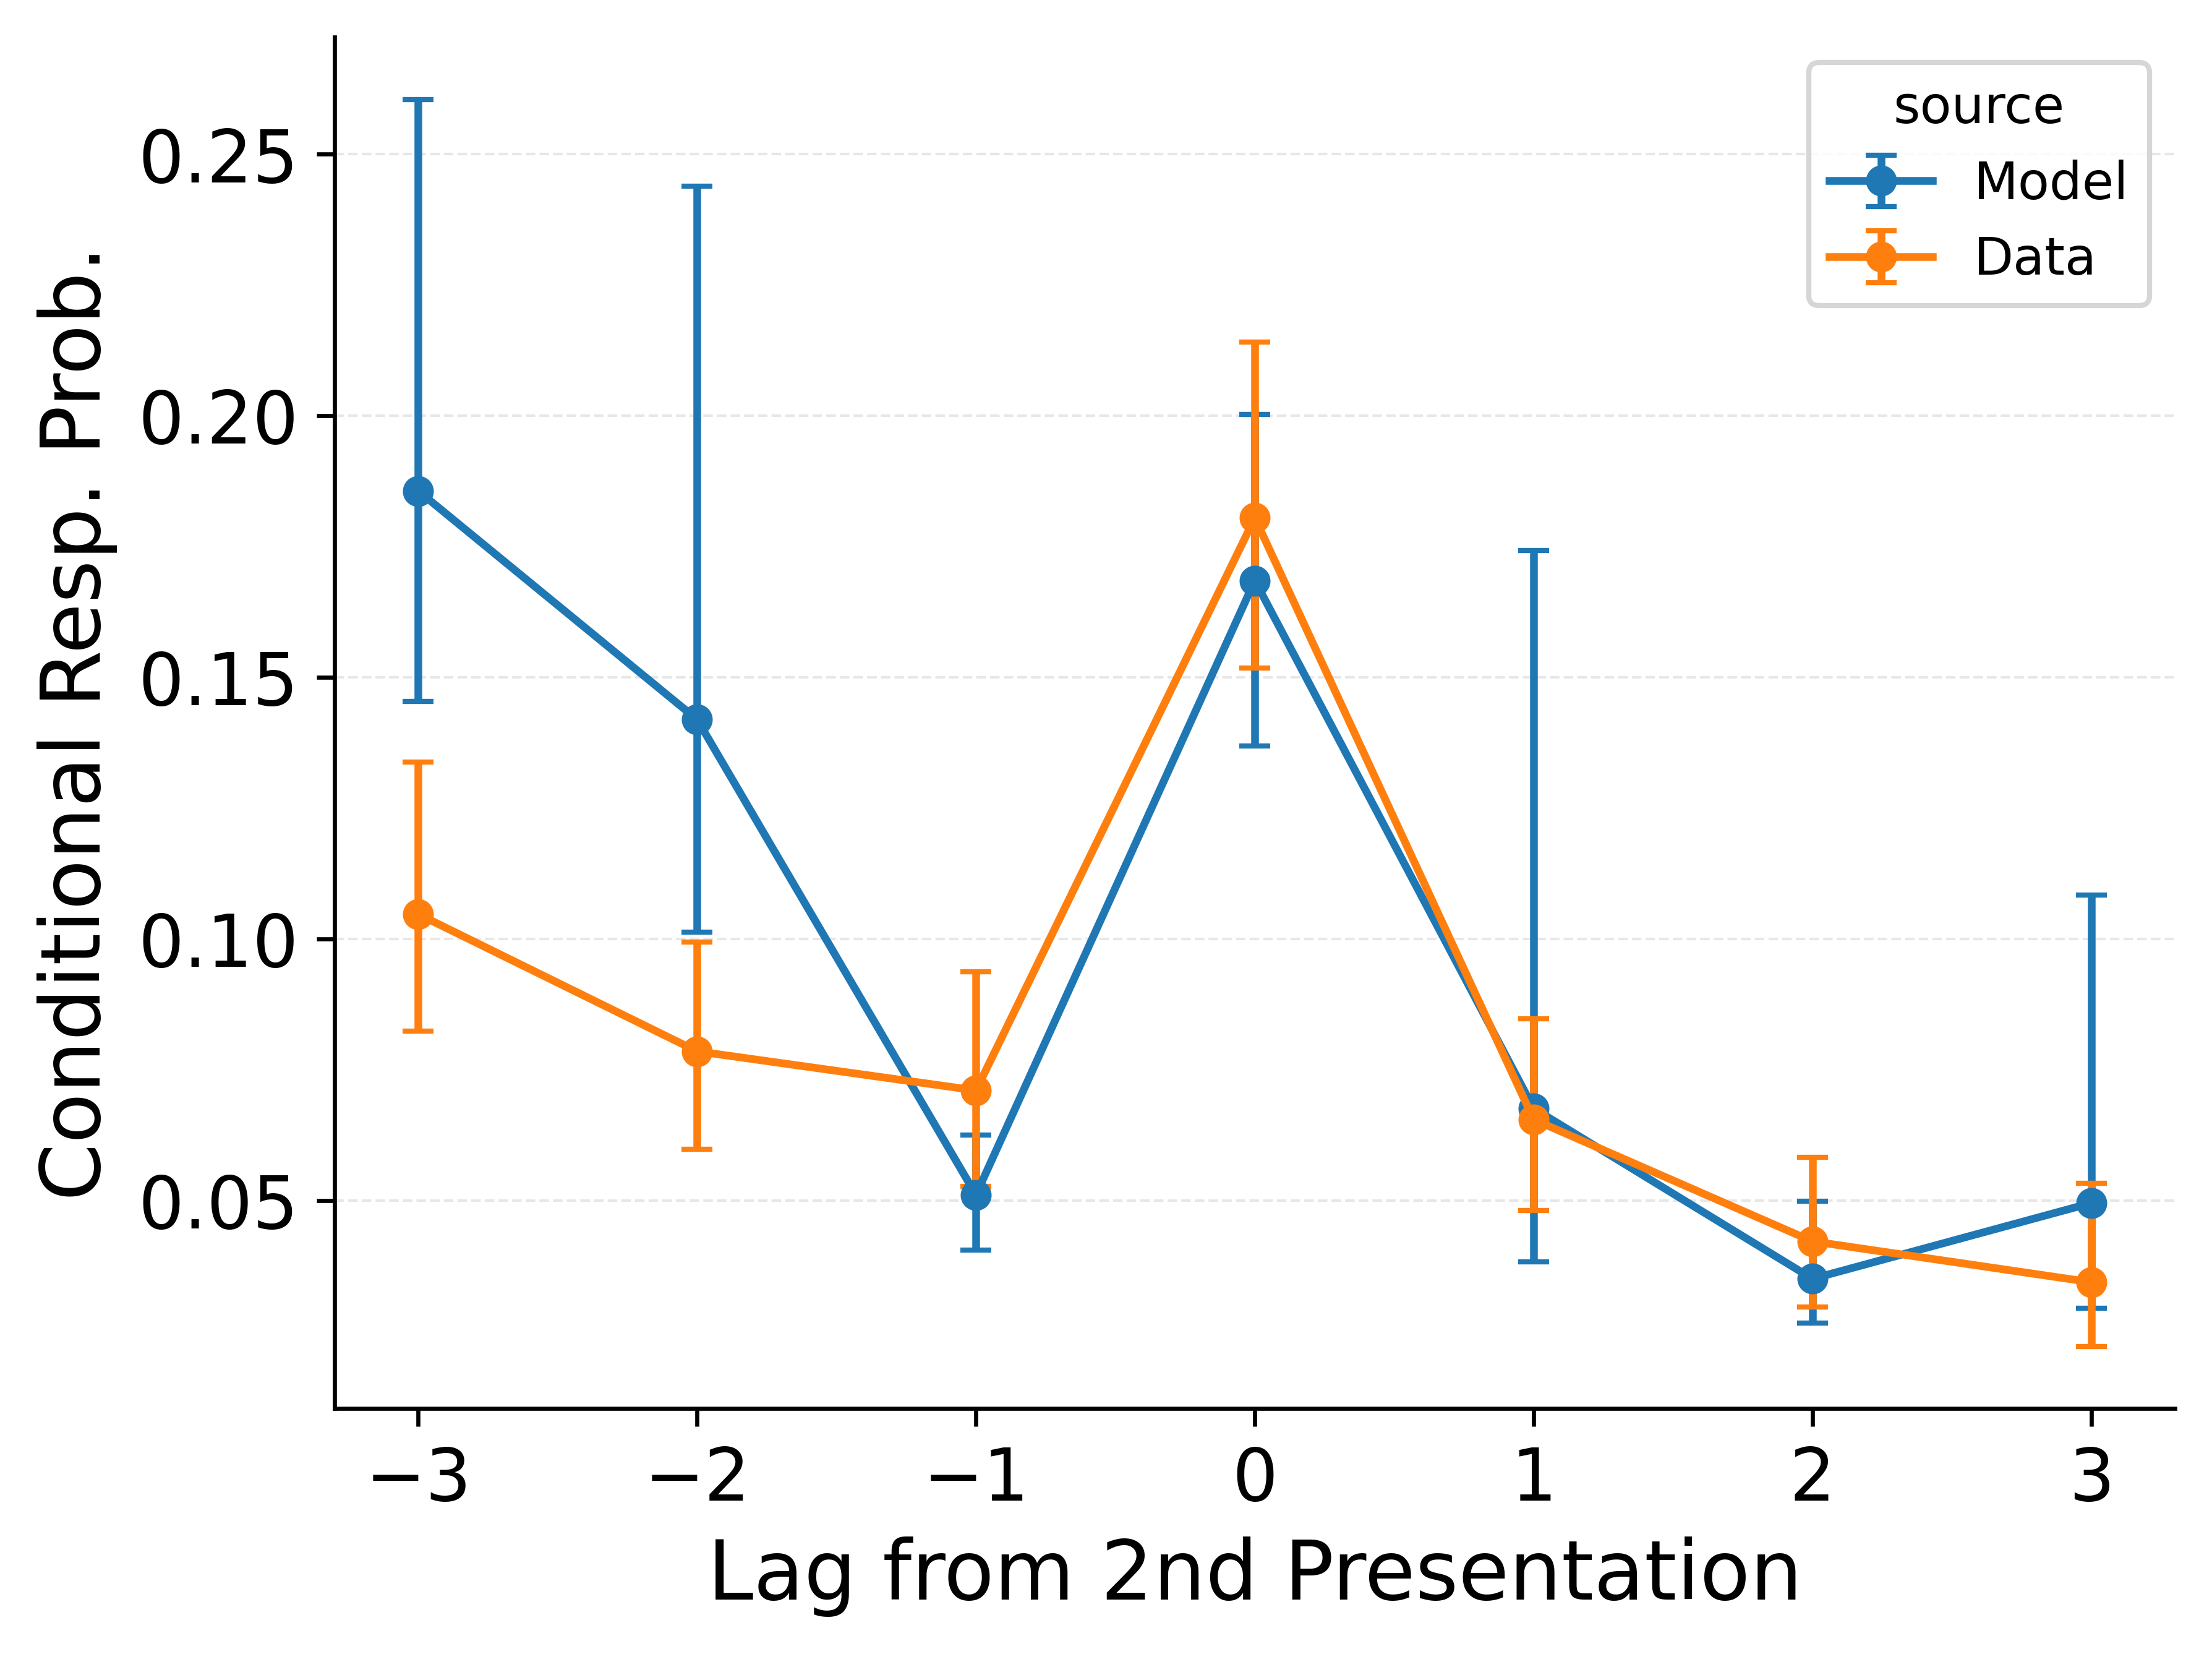 source
Model
Data
Conditional Resp. Prob.
0.25
0.20
0.15
0.10
0.05
−3 −2 −1 0 1 2 3
Lag from 2nd Presentation